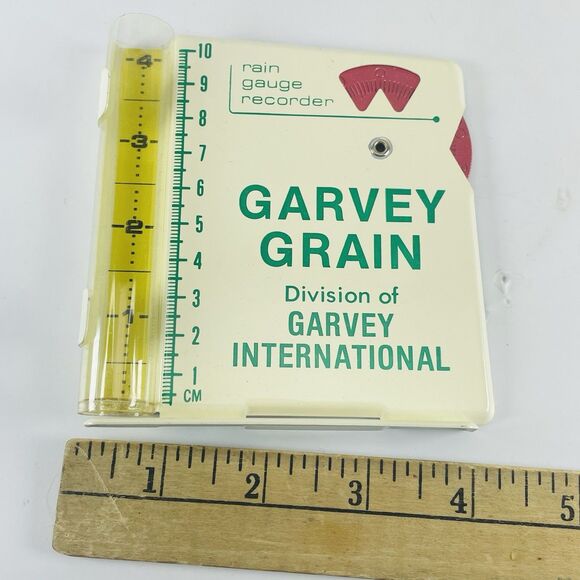 rain
gauge
recorder
0
GARVEY
GRAIN
Division of
GARVEY
INTERNATIONAL
4
3
2
1
10
9
8
7
6
5
4
3
2
1
CM
1 2 3 4 5